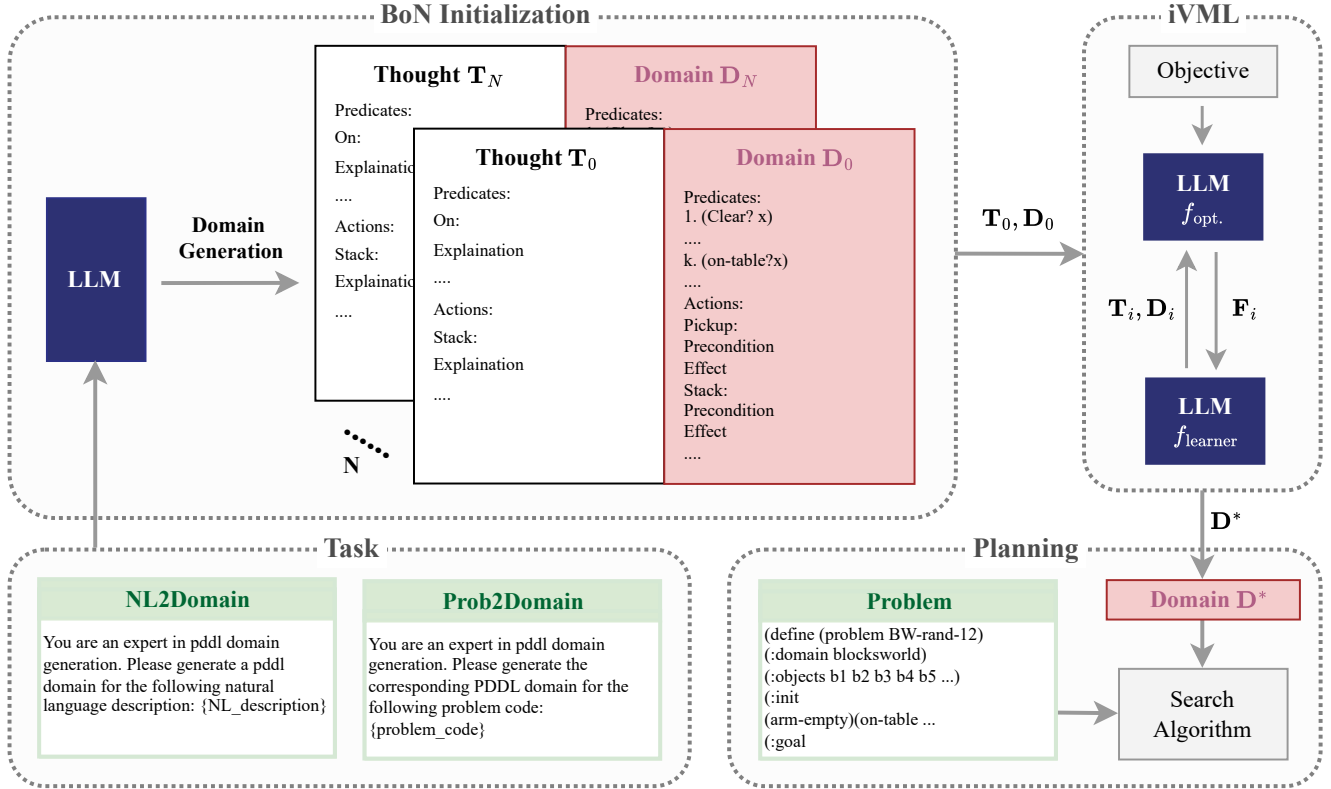 BoN Initialization
LLM
Domain
Generation
Thought T_N
Predicates:
On:
Explainatio
....
Actions:
Stack:
Explainatio
....
Domain D_N
Predicates:
Thought T_0
Predicates:
On:
Explaination
....
Actions:
Stack:
Explaination
....
Domain D_0
Predicates:
1. (Clear? x)
....
k. (on-table?x)
....
Actions:
Pickup:
Precondition
Effect
Stack:
Precondition
Effect
....
N
T_0, D_0
iVML
Objective
LLM
f_opt.
T_i, D_i
F_i
LLM
f_learner
D*
Task
NL2Domain
You are an expert in pddl domain
generation. Please generate a pddl
domain for the following natural
language description: {NL_description}
Prob2Domain
You are an expert in pddl domain
generation. Please generate the
corresponding PDDL domain for the
following problem code:
{problem_code}
Planning
Problem
(define (problem BW-rand-12)
(:domain blocksworld)
(:objects b1 b2 b3 b4 b5 ...)
(:init
(arm-empty)(on-table ...
(:goal
Domain D*
Search
Algorithm